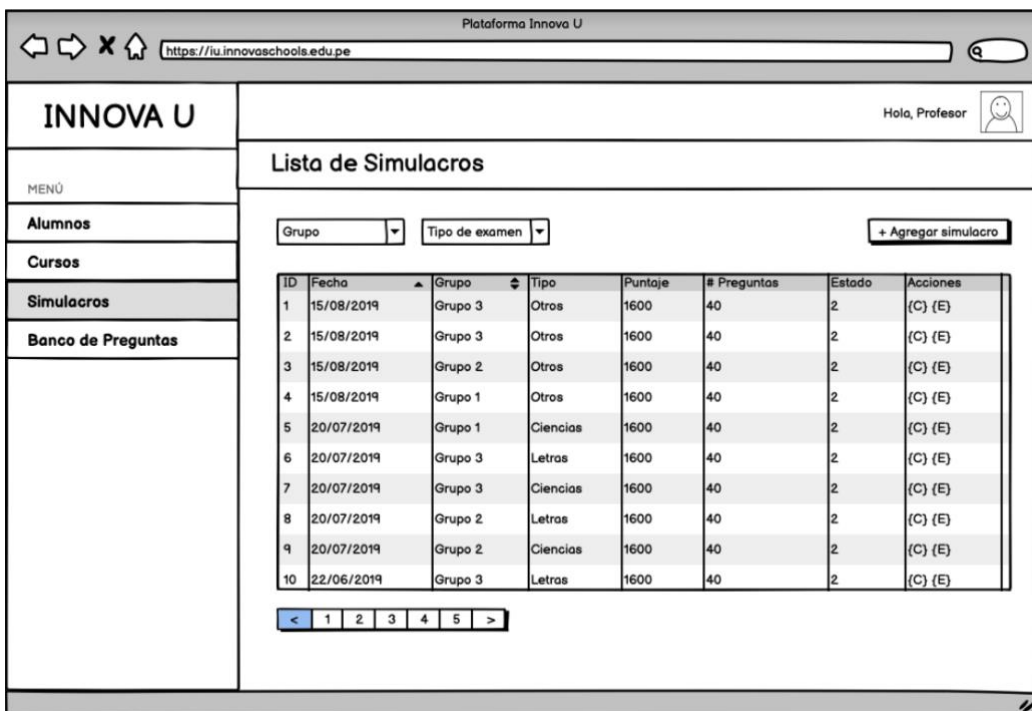 Plataforma Innova U
https://iu.innovaschools.edu.pe
INNOVA U
Hola, Profesor
Lista de Simulacros
MENÚ
Alumnos
Cursos
Simulacros
Banco de Preguntas
Grupo Tipo de examen + Agregar simulacro
ID Fecha Grupo Tipo Puntaje # Preguntas Estado Acciones
1 15/08/2019 Grupo 3 Otros 1600 40 2 {C} {E}
2 15/08/2019 Grupo 3 Otros 1600 40 2 {C} {E}
3 15/08/2019 Grupo 2 Otros 1600 40 2 {C} {E}
4 15/08/2019 Grupo 1 Otros 1600 40 2 {C} {E}
5 20/07/2019 Grupo 1 Ciencias 1600 40 2 {C} {E}
6 20/07/2019 Grupo 3 Letras 1600 40 2 {C} {E}
7 20/07/2019 Grupo 3 Ciencias 1600 40 2 {C} {E}
8 20/07/2019 Grupo 2 Letras 1600 40 2 {C} {E}
9 20/07/2019 Grupo 2 Ciencias 1600 40 2 {C} {E}
10 22/06/2019 Grupo 3 Letras 1600 40 2 {C} {E}
< 1 2 3 4 5 >